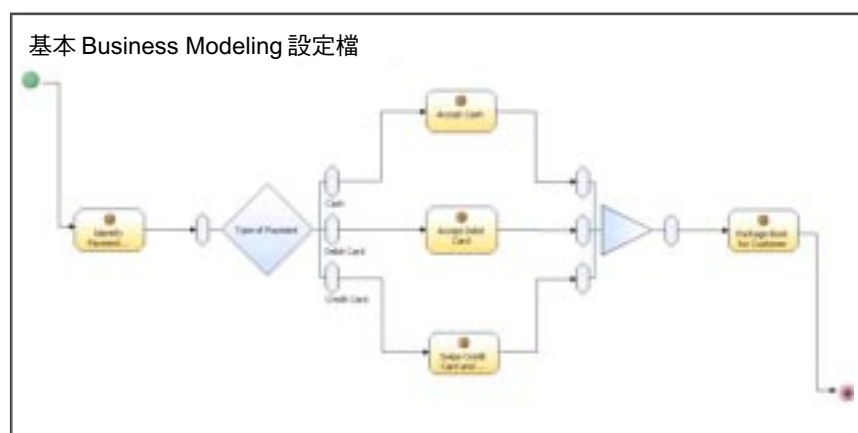 基本 Business Modeling 設定檔
Accept Cash
Cash
Identify
Payment ...
Type of Payment
Accept Debit
Card
Debit Card
Package Book
for Customer
Credit Card
Swipe Credit
Card and ...